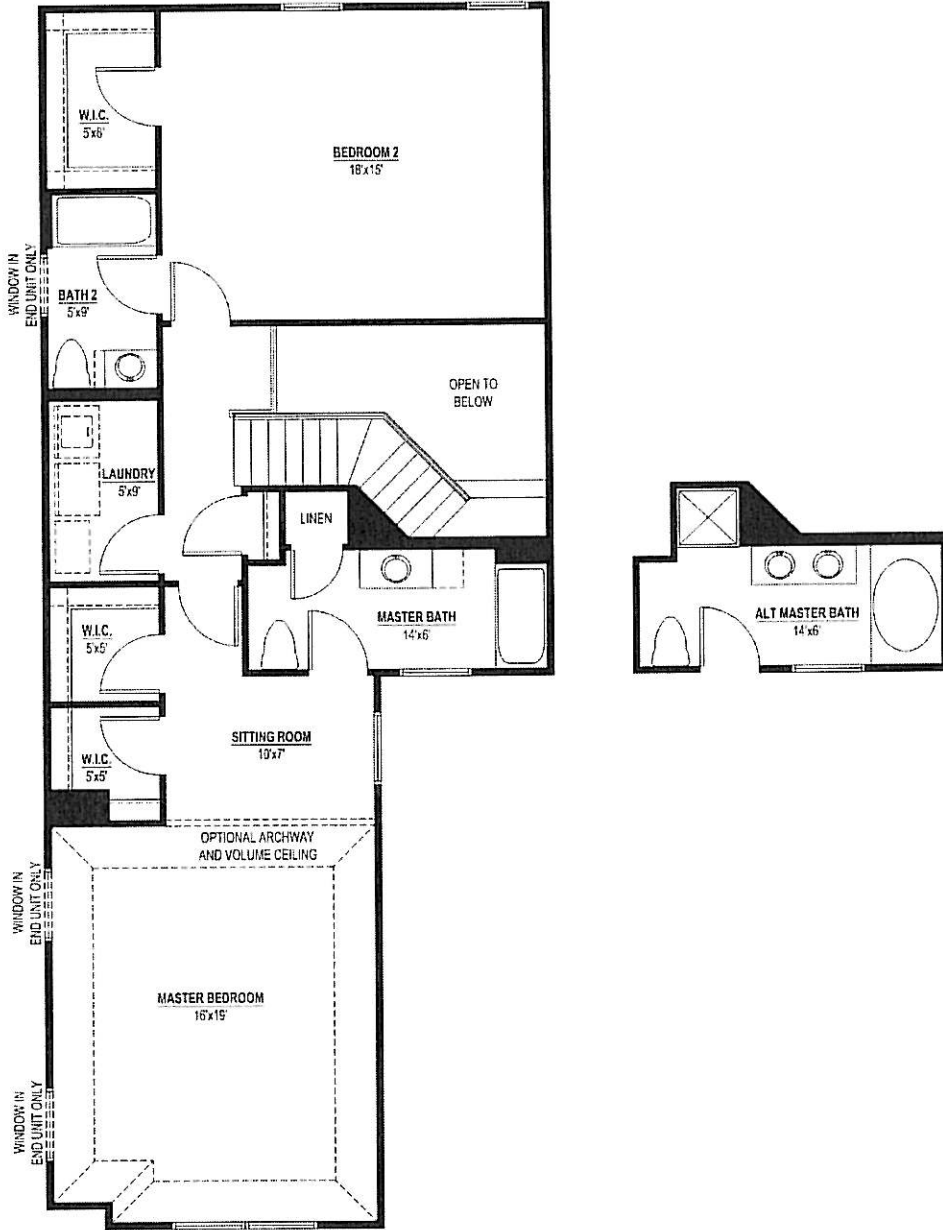 W.I.C.
5'x6'
BEDROOM 2
18'x15'
WINDOW IN
END UNIT ONLY
BATH 2
5'x9'
OPEN TO
BELOW
LAUNDRY
5'x9'
LINEN
MASTER BATH
14'x6'
ALT MASTER BATH
14'x6'
W.I.C.
5'x5'
SITTING ROOM
10'x7'
W.I.C.
5'x5'
OPTIONAL ARCHWAY
AND VOLUME CEILING
WINDOW IN
END UNIT ONLY
MASTER BEDROOM
16'x19'
WINDOW IN
END UNIT ONLY